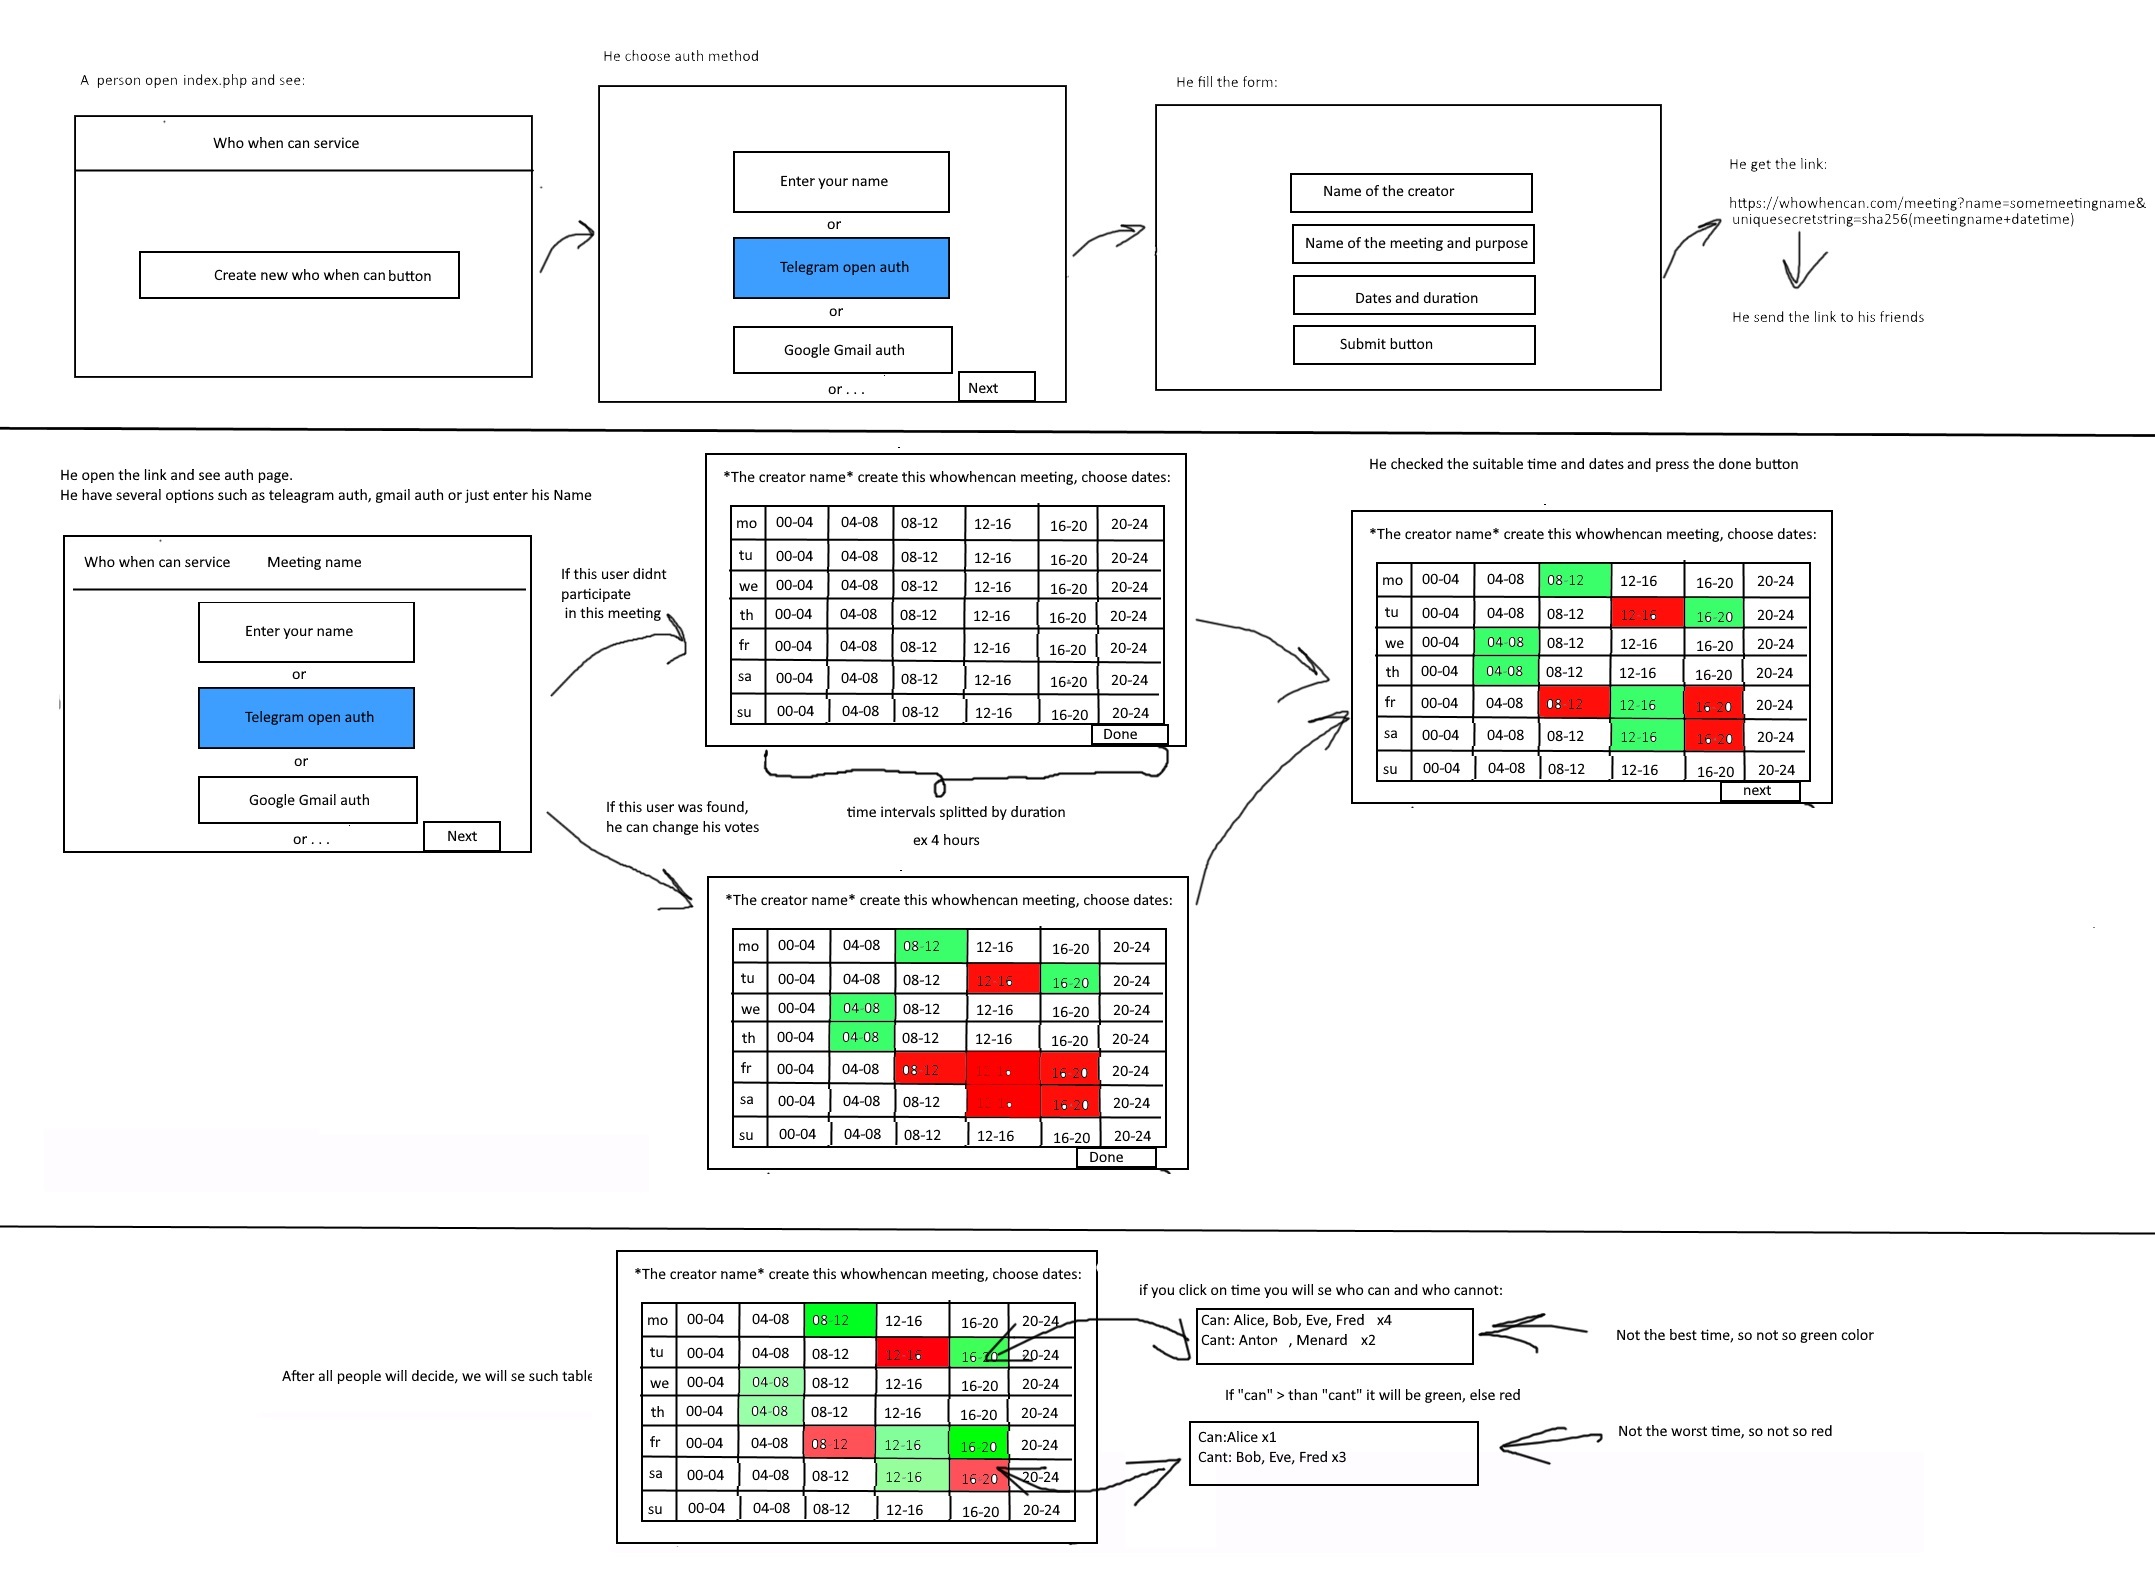 He choose auth method
A person open index.php and see:
He fill the form:
Who when can service
Create new who when can button
Enter your name
or
Telegram open auth
or
Google Gmail auth
or . . .
Next
Name of the creator
Name of the meeting and purpose
Dates and duration
Submit button
He get the link:
https://whowhencan.com/meeting?name=somemeetingname&
uniquesecretstring=sha256(meetingname+datetime)
He send the link to his friends
He open the link and see auth page.
He have several options such as teleagram auth, gmail auth or just enter his Name
Who when can service Meeting name
Enter your name
or
Telegram open auth
or
Google Gmail auth
or . . .
Next
If this user didnt
participate
in this meeting
*The creator name* create this whowhencan meeting, choose dates:
mo 00-04 04-08 08-12 12-16 16-20 20-24
tu 00-04 04-08 08-12 12-16 16-20 20-24
we 00-04 04-08 08-12 12-16 16-20 20-24
th 00-04 04-08 08-12 12-16 16-20 20-24
fr 00-04 04-08 08-12 12-16 16-20 20-24
sa 00-04 04-08 08-12 12-16 16-20 20-24
su 00-04 04-08 08-12 12-16 16-20 20-24
Done
time intervals splitted by duration
ex 4 hours
If this user was found,
he can change his votes
*The creator name* create this whowhencan meeting, choose dates:
mo 00-04 04-08 08-12 12-16 16-20 20-24
tu 00-04 04-08 08-12 12-16 16-20 20-24
we 00-04 04-08 08-12 12-16 16-20 20-24
th 00-04 04-08 08-12 12-16 16-20 20-24
fr 00-04 04-08 08-12 16-20 20-24
sa 00-04 04-08 08-12 16-20 20-24
su 00-04 04-08 08-12 12-16 16-20 20-24
Done
He checked the suitable time and dates and press the done button
*The creator name* create this whowhencan meeting, choose dates:
mo 00-04 04-08 08-12 12-16 16-20 20-24
tu 00-04 04-08 08-12 12-16 16-20 20-24
we 00-04 04-08 08-12 12-16 16-20 20-24
th 00-04 04-08 08-12 12-16 16-20 20-24
fr 00-04 04-08 08-12 12-16 16-20 20-24
sa 00-04 04-08 08-12 12-16 16-20 20-24
su 00-04 04-08 08-12 12-16 16-20 20-24
next
After all people will decide, we will se such table
*The creator name* create this whowhencan meeting, choose dates:
mo 00-04 04-08 08-12 12-16 16-20 20-24
tu 00-04 04-08 08-12 12-16 16-20 20-24
we 00-04 04-08 08-12 12-16 16-20 20-24
th 00-04 04-08 08-12 12-16 16-20 20-24
fr 00-04 04-08 08-12 12-16 16-20 20-24
sa 00-04 04-08 08-12 12-16 16-20 20-24
su 00-04 04-08 08-12 12-16 16-20 20-24
if you click on time you will se who can and who cannot:
Can: Alice, Bob, Eve, Fred x4
Cant: Anton , Menard x2
Not the best time, so not so green color
If "can" > than "cant" it will be green, else red
Can:Alice x1
Cant: Bob, Eve, Fred x3
Not the worst time, so not so red